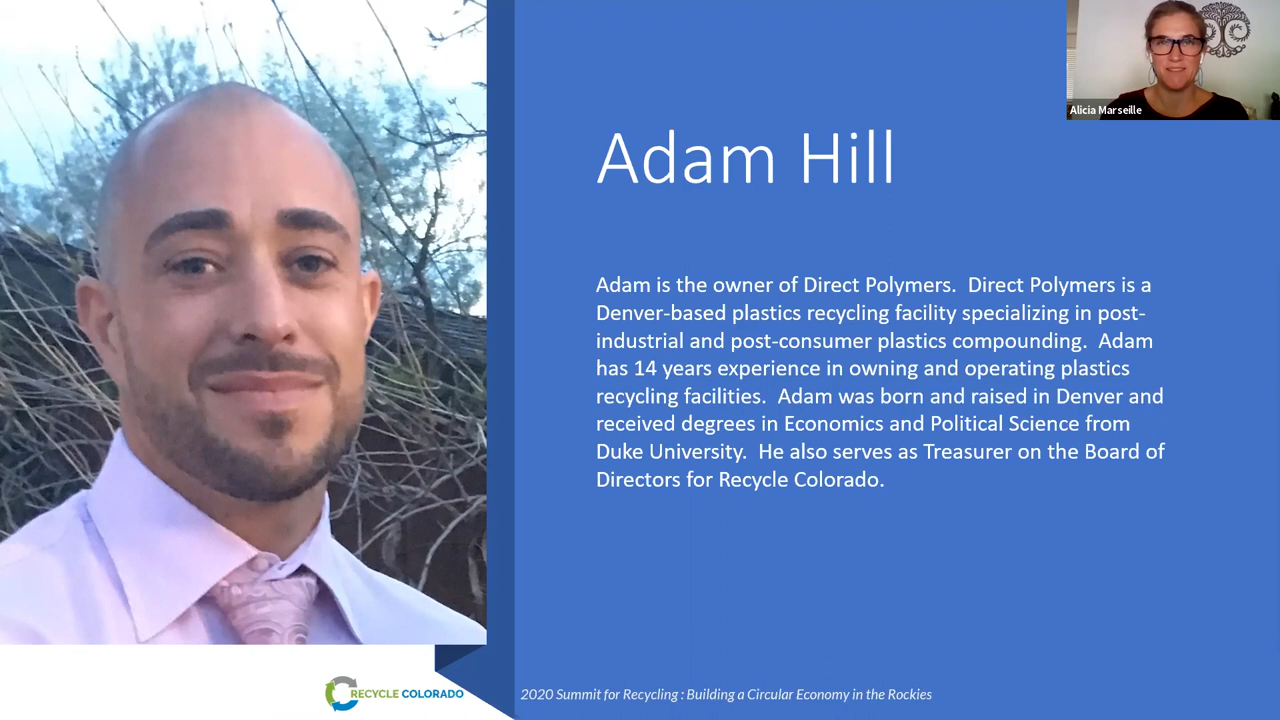 Alicia Marseille
Adam Hill
Adam is the owner of Direct Polymers.  Direct Polymers is a
Denver-based plastics recycling facility specializing in post-
industrial and post-consumer plastics compounding.  Adam
has 14 years experience in owning and operating plastics
recycling facilities.  Adam was born and raised in Denver and
received degrees in Economics and Political Science from
Duke University.  He also serves as Treasurer on the Board of
Directors for Recycle Colorado.
RECYCLE COLORADO
2020 Summit for Recycling : Building a Circular Economy in the Rockies